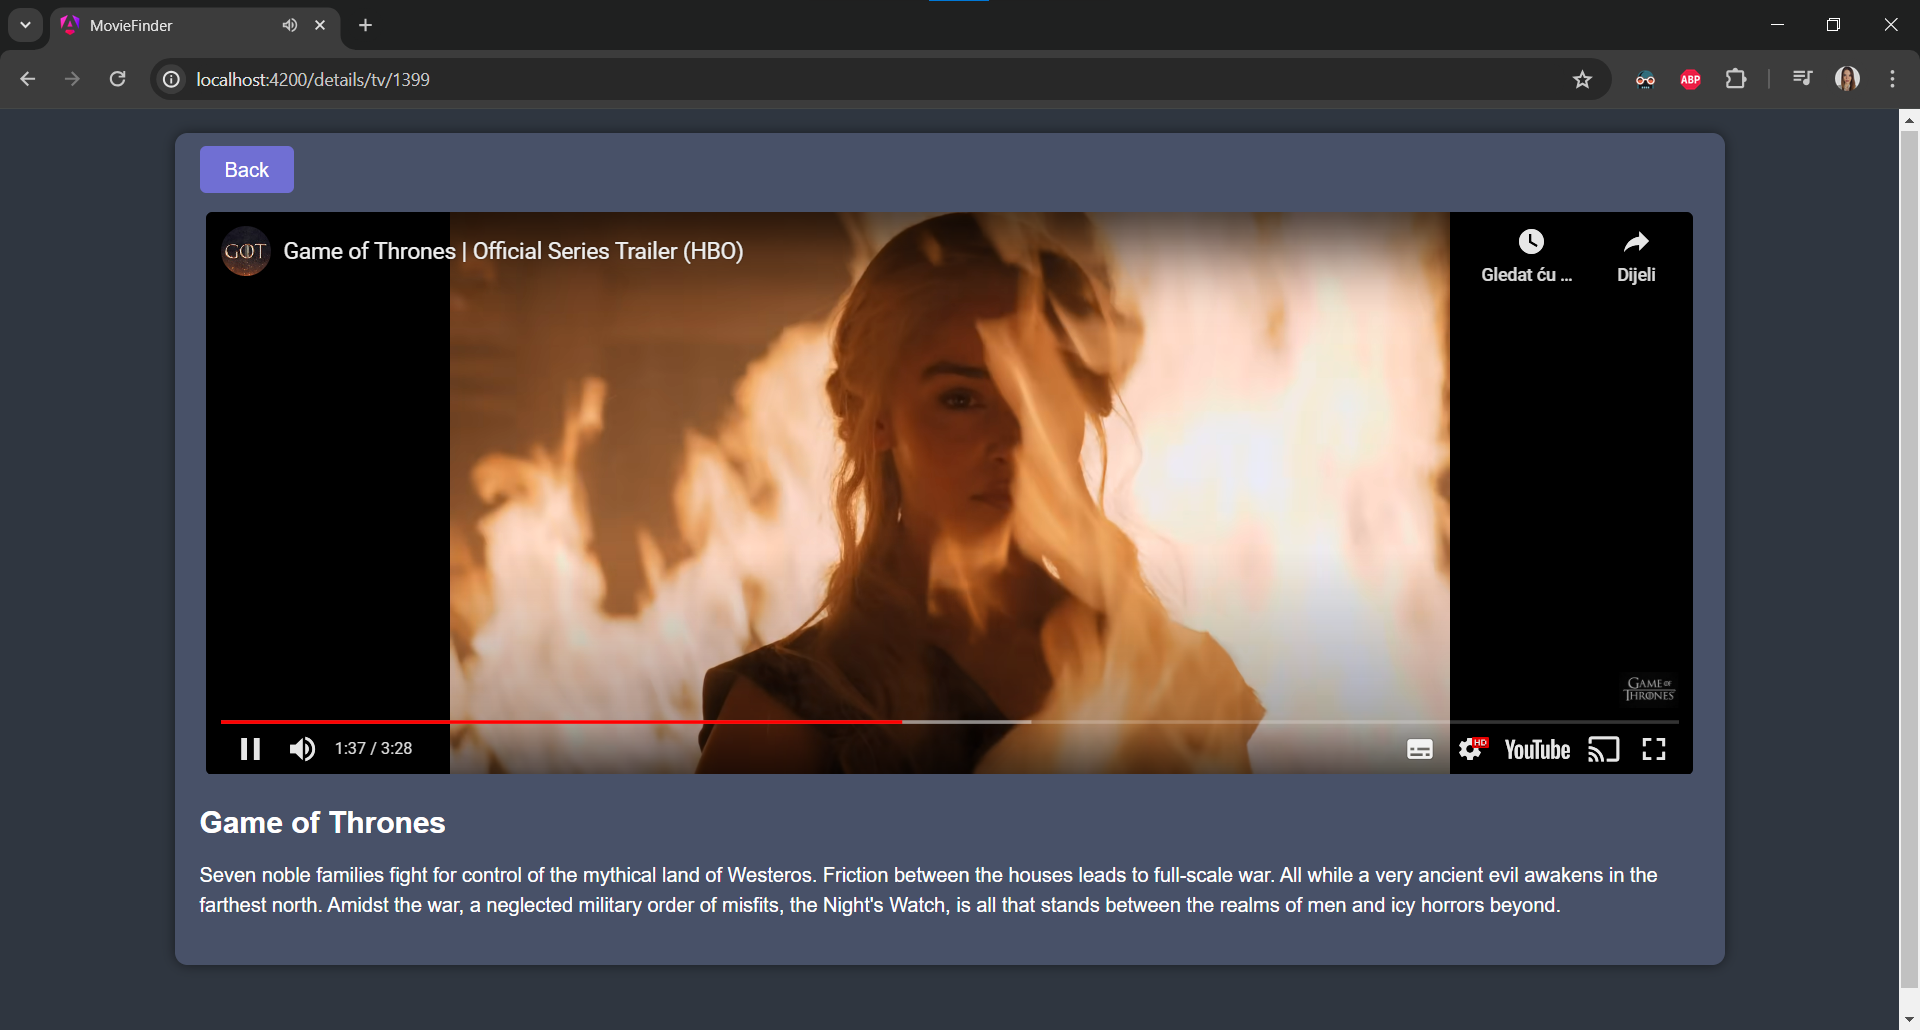 MovieFinder
localhost:4200/details/tv/1399
ABP
Back
GOT
Game of Thrones | Official Series Trailer (HBO)
Gledat ću ...
Dijeli
GAME OF
THRONES
1:37 / 3:28
HD
YouTube
Game of Thrones
Seven noble families fight for control of the mythical land of Westeros. Friction between the houses leads to full-scale war. All while a very ancient evil awakens in the
farthest north. Amidst the war, a neglected military order of misfits, the Night's Watch, is all that stands between the realms of men and icy horrors beyond.